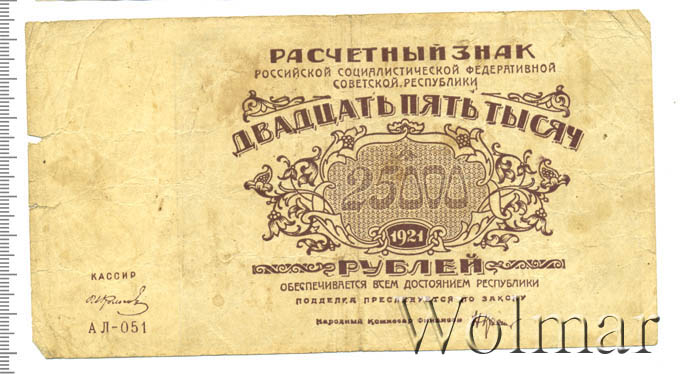 РАСЧЕТНЫЙ ЗНАК
РОССИЙСКОЙ СОЦИАЛИСТИЧЕСКОЙ ФЕДЕРАТИВНОЙ
СОВЕТСКОЙ РЕСПУБЛИКИ
ДВАДЦАТЬ ПЯТЬ ТЫСЯЧ
25000
1921
РУБЛЕЙ
ОБЕСПЕЧИВАЕТСЯ ВСЕМ ДОСТОЯНИЕМ РЕСПУБЛИКИ
ПОДДЕЛКА ПРЕСЛЕДУЕТСЯ ПО ЗАКОНУ
Народный Комиссар Финансов
КАССИР
АЛ-051
Wolmar